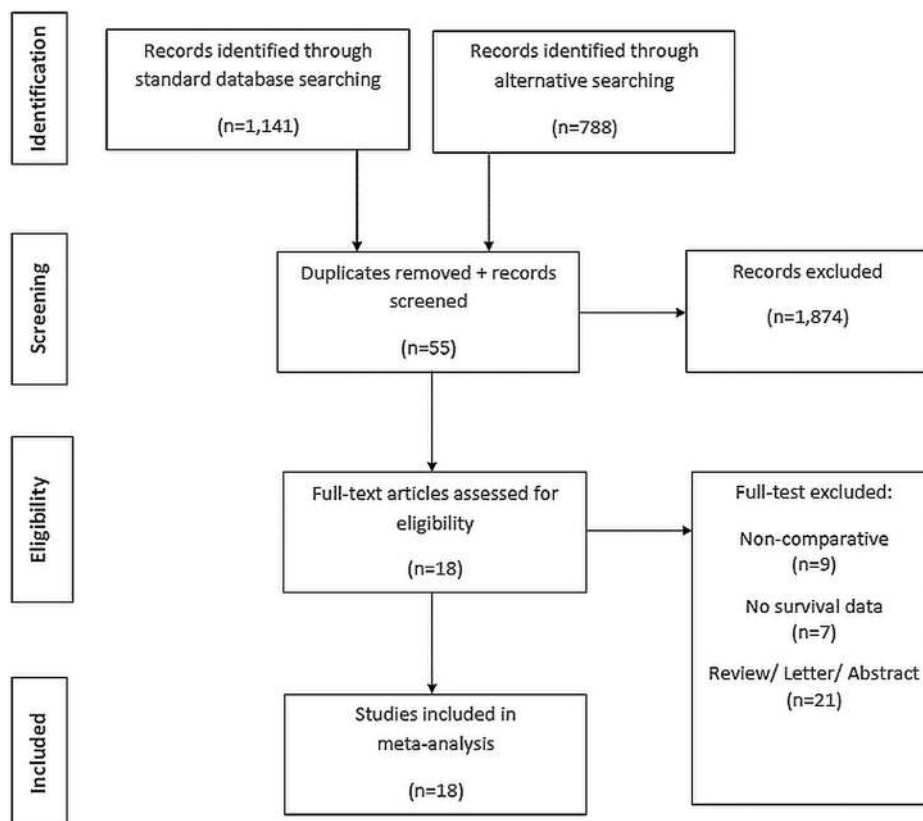 Identification
Records identified through
standard database searching
(n=1,141)
Records identified through
alternative searching
(n=788)
Screening
Duplicates removed + records
screened
(n=55)
Records excluded
(n=1,874)
Eligibility
Full-text articles assessed for
eligibility
(n=18)
Full-test excluded:
Non-comparative
(n=9)
No survival data
(n=7)
Review/ Letter/ Abstract
(n=21)
Included
Studies included in
meta-analysis
(n=18)